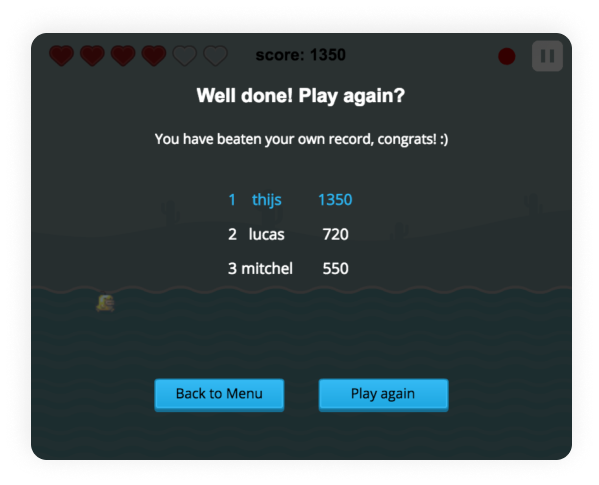 score: 1350
Well done! Play again?
You have beaten your own record, congrats! :)
1 thijs 1350
2 lucas 720
3 mitchel 550
Back to Menu Play again